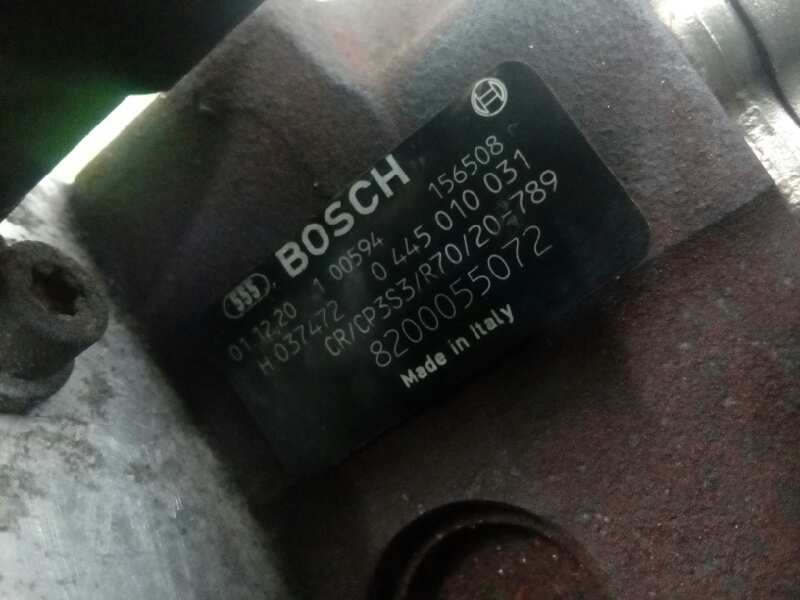 555 BOSCH
01.12.20 1 00594 156508
H 037472 0 445 010 031
CR/CP3S3/R70/20-789
8200055072
Made in Italy